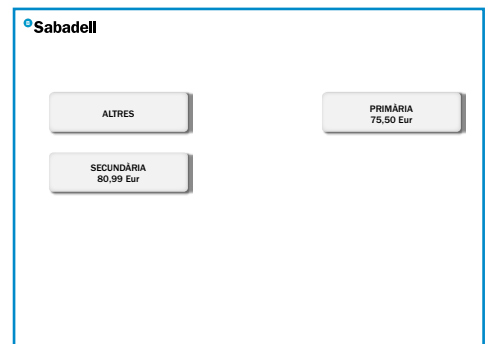 Sabadell
ALTRES
PRIMÀRIA
75,50 Eur
SECUNDÀRIA
80,99 Eur